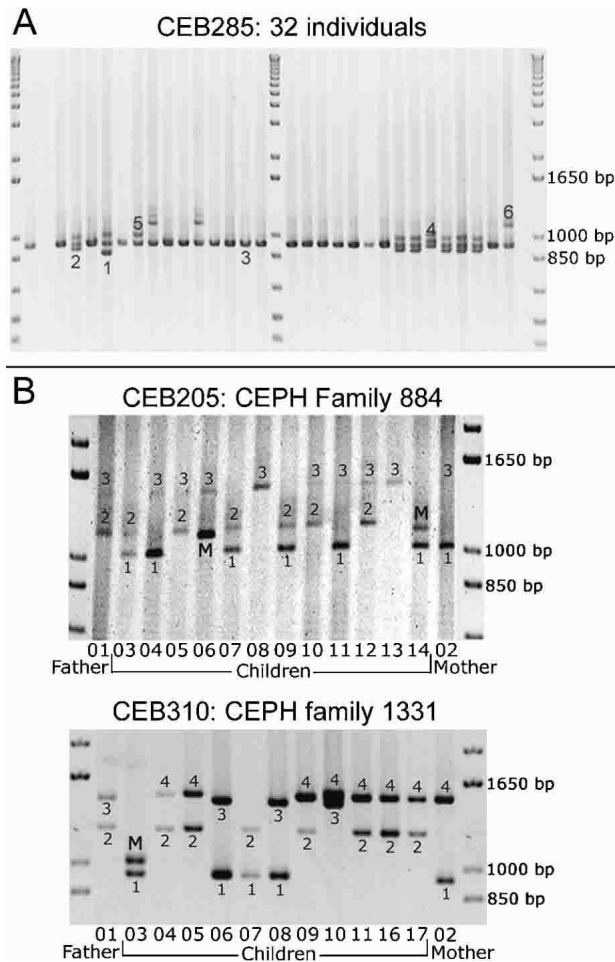 A
CEB285: 32 individuals
1650 bp
5 4 6
1000 bp
2 1 3
850 bp
B
CEB205: CEPH Family 884
1650 bp
3 3 3 3 3 3 3 3 3
2 2 2 2 2 2 2 M
M
1000 bp
1 1 1 1 1 1 1
850 bp
01 03 04 05 06 07 08 09 10 11 12 13 14 02
Father Children Mother
CEB310: CEPH family 1331
4 4 4 4 4 4 4 4
1650 bp
3 3 3 3
2 2 2 2 2 2 2 2
M
1000 bp
1 1 1 1 1
850 bp
01 03 04 05 06 07 08 09 10 11 16 17 02
Father Children Mother